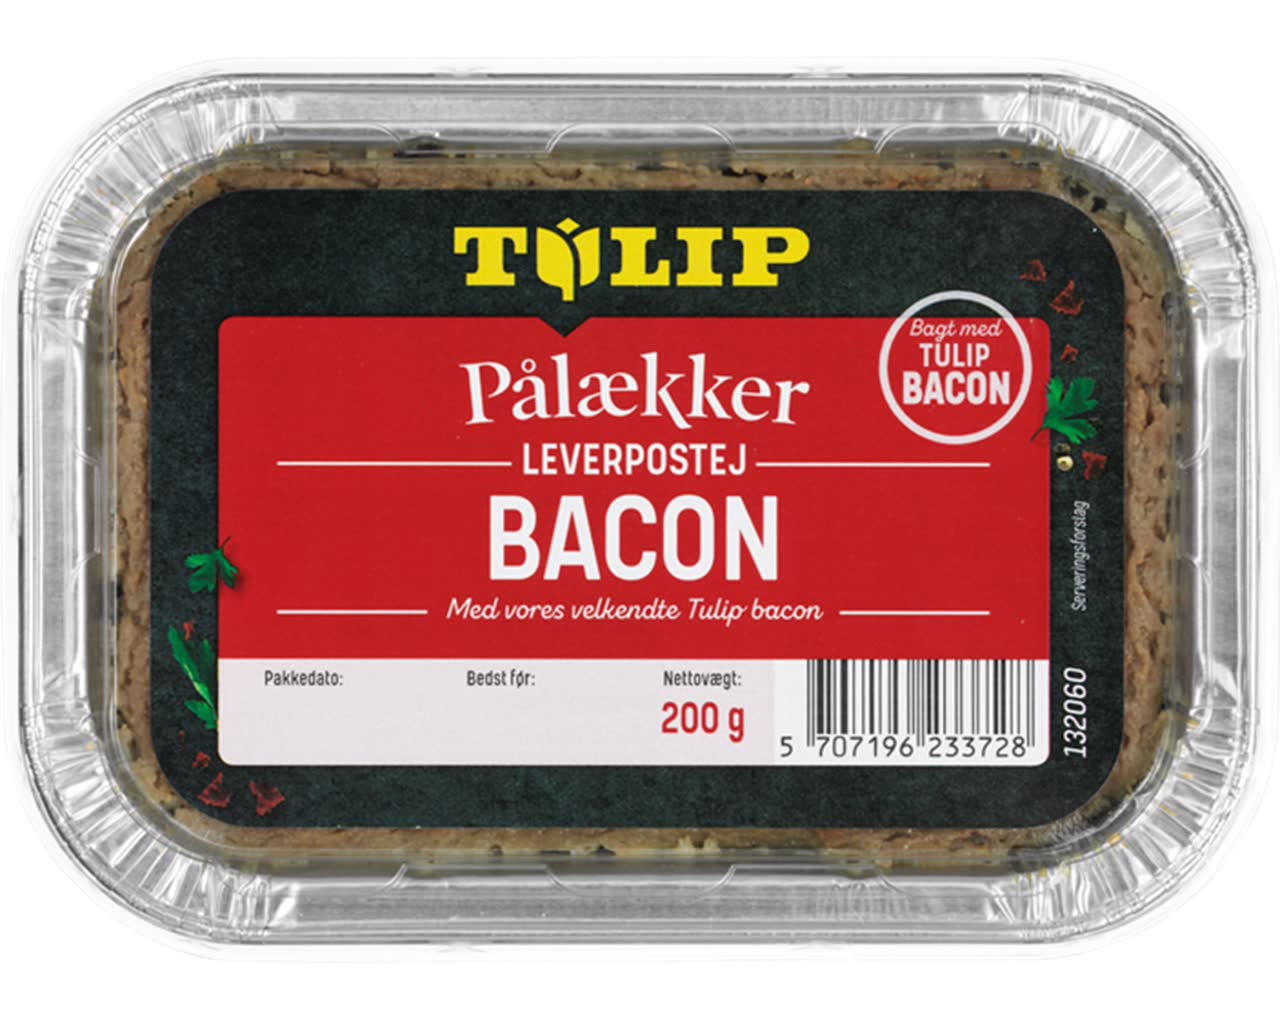 TULIP
Bagt med
TULIP
BACON
Pålækker
LEVERPOSTEJ
BACON
Med vores velkendte Tulip bacon
Pakkedato:
Bedst før:
Nettovægt:
200 g
5 707196 233728
Serveringsforslag
132060